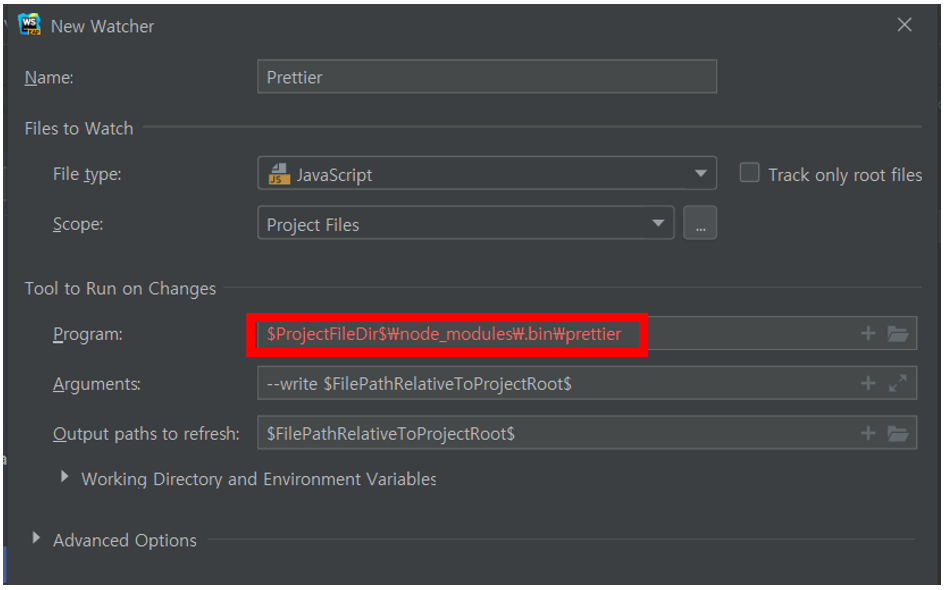 New Watcher
Name: Prettier
Files to Watch
File type: JavaScript Track only root files
Scope: Project Files ...
Tool to Run on Changes
Program: $ProjectFileDir$₩node_modules₩.bin₩prettier
Arguments: --write $FilePathRelativeToProjectRoot$
Output paths to refresh: $FilePathRelativeToProjectRoot$
Working Directory and Environment Variables
Advanced Options